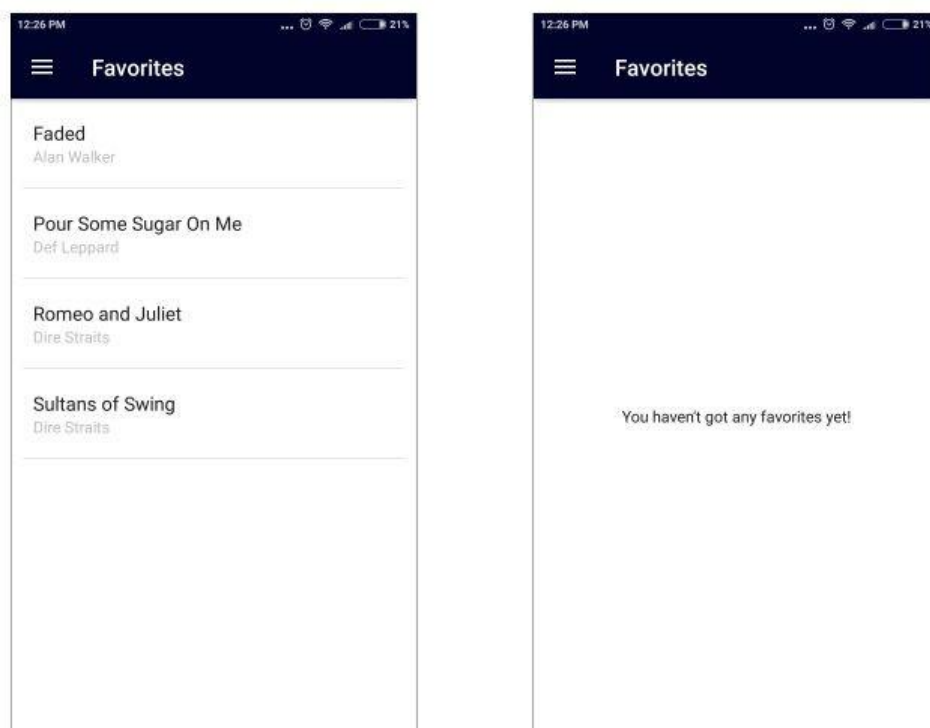 12:26 PM
... 21%
Favorites
Faded
Alan Walker
Pour Some Sugar On Me
Def Leppard
Romeo and Juliet
Dire Straits
Sultans of Swing
Dire Straits
12:26 PM
... 21%
Favorites
You haven't got any favorites yet!